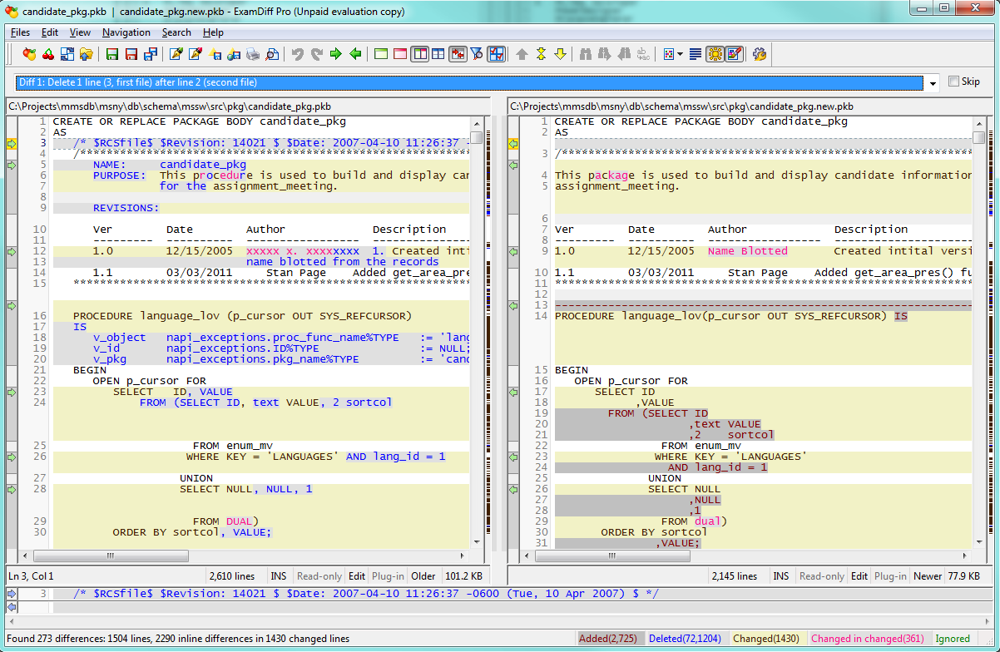 candidate_pkg.pkb | candidate_pkg.new.pkb - ExamDiff Pro (Unpaid evaluation copy)
Files Edit View Navigation Search Help
Diff 1: Delete 1 line (3, first file) after line 2 (second file)
Skip
C:\Projects\mmsdb\msny\db\schema\mssw\src\pkg\candidate_pkg.pkb
1 CREATE OR REPLACE PACKAGE BODY candidate_pkg
2 AS
3 /* $RCSfile$ $Revision: 14021 $ $Date: 2007-04-10 11:26:37 -
4 /***********************************************************
5 NAME: candidate_pkg
6 PURPOSE: This procedure is used to build and display can
7 for the assignment_meeting.
8
9 REVISIONS:
10 Ver Date Author Description
11 --------- ---------- --------------- ---------------
12 1.0 12/15/2005 xxxxx x. xxxxxxxx 1. Created inti
13 name blotted from the records
14 1.1 03/03/2011 Stan Page Added get_area_pre
15 ************************************************************
16 PROCEDURE language_lov (p_cursor OUT SYS_REFCURSOR)
17 IS
18 v_object napi_exceptions.proc_func_name%TYPE := 'lang
19 v_id napi_exceptions.ID%TYPE := NULL;
20 v_pkg napi_exceptions.pkg_name%TYPE := 'cand
21 BEGIN
22 OPEN p_cursor FOR
23 SELECT ID, VALUE
24 FROM (SELECT ID, text VALUE, 2 sortcol
25 FROM enum_mv
26 WHERE KEY = 'LANGUAGES' AND lang_id = 1
27 UNION
28 SELECT NULL, NULL, 1
29 FROM DUAL)
30 ORDER BY sortcol, VALUE;
Ln 3, Col 1 2,610 lines INS Read-only Edit Plug-in Older 101.2 KB
C:\Projects\mmsdb\msny\db\schema\mssw\src\pkg\candidate_pkg.new.pkb
1 CREATE OR REPLACE PACKAGE BODY candidate_pkg
2 AS
3 /**************************************************************
4 This package is used to build and display candidate information
5 assignment_meeting.
6
7 Ver Date Author Description
8 --------- ---------- --------------- --------------------
9 1.0 12/15/2005 Name Blotted Created intital versi
10 1.1 03/03/2011 Stan Page Added get_area_pres() fu
11 ***************************************************************
12
13 ---------------------------------------------------------------
14 PROCEDURE language_lov(p_cursor OUT SYS_REFCURSOR) IS
15 BEGIN
16 OPEN p_cursor FOR
17 SELECT ID
18 ,VALUE
19 FROM (SELECT ID
20 ,text VALUE
21 ,2 sortcol
22 FROM enum_mv
23 WHERE KEY = 'LANGUAGES'
24 AND lang_id = 1
25 UNION
26 SELECT NULL
27 ,NULL
28 ,1
29 FROM dual)
30 ORDER BY sortcol
31 ,VALUE;
2,145 lines INS Read-only Edit Plug-in Newer 77.9 KB
3 /* $RCSfile$ $Revision: 14021 $ $Date: 2007-04-10 11:26:37 -0600 (Tue, 10 Apr 2007) $ */
Found 273 differences: 1504 lines, 2290 inline differences in 1430 changed lines
Added(2,725) Deleted(72,1204) Changed(1430) Changed in changed(361) Ignored